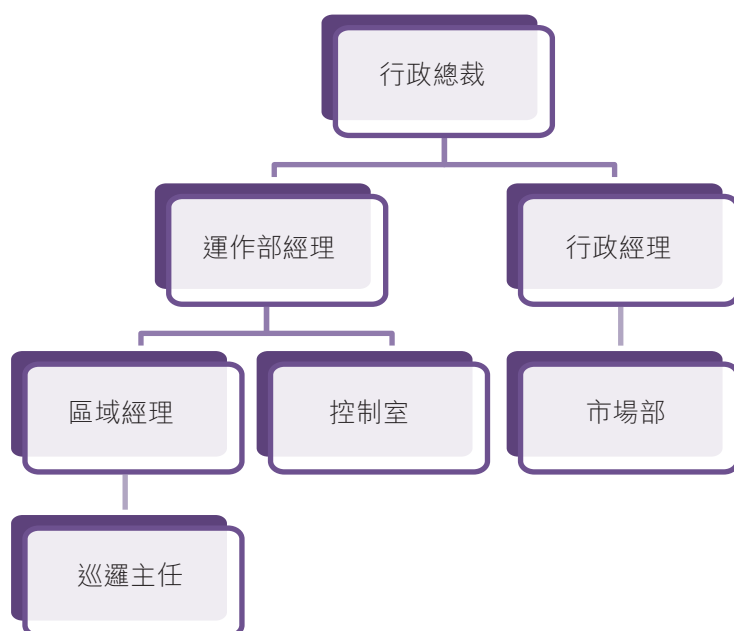 行政總裁
運作部經理
行政經理
區域經理
控制室
市場部
巡邏主任